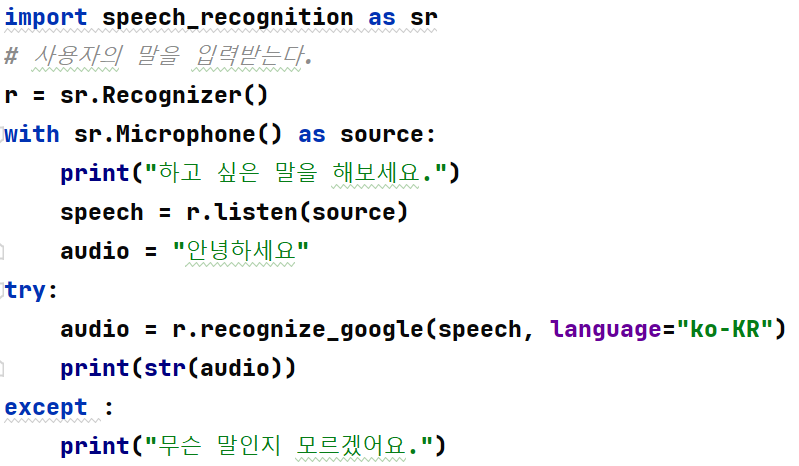 import speech_recognition as sr
# 사용자의 말을 입력받는다.
r = sr.Recognizer()
with sr.Microphone() as source:
    print("하고 싶은 말을 해보세요.")
    speech = r.listen(source)
    audio = "안녕하세요"
try:
    audio = r.recognize_google(speech, language="ko-KR")
    print(str(audio))
except :
    print("무슨 말인지 모르겠어요.")